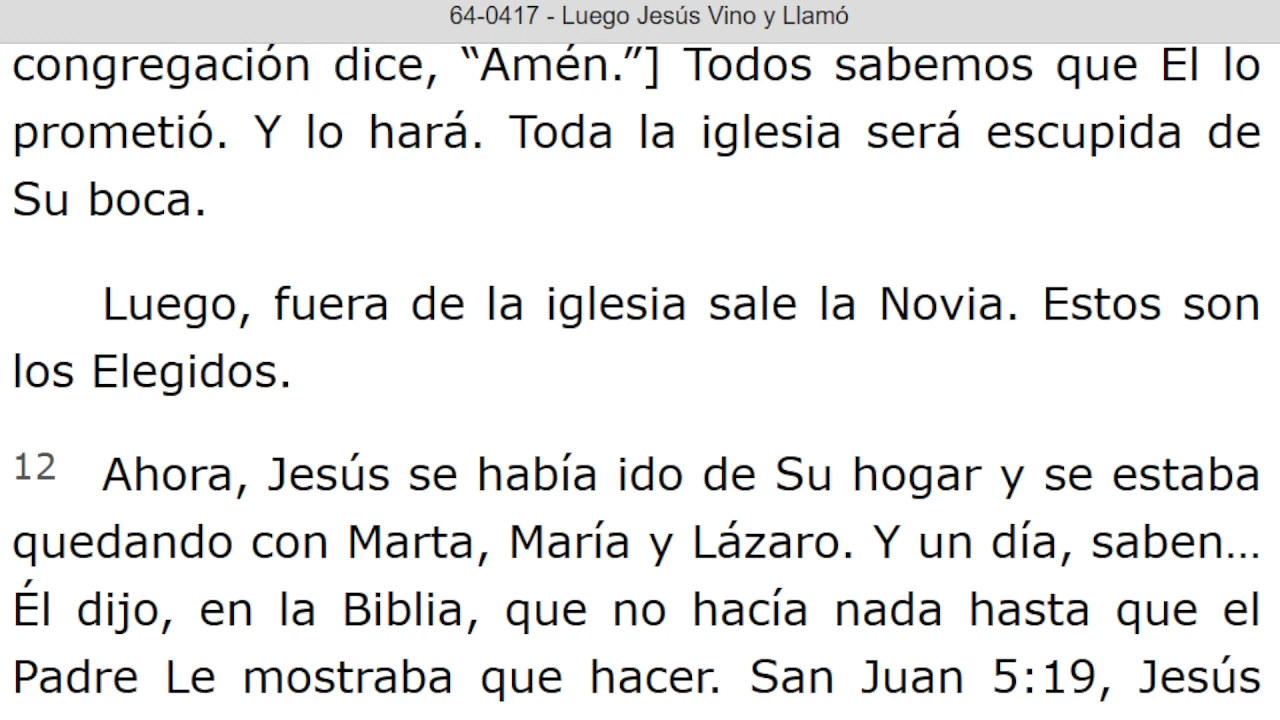 64-0417 - Luego Jesús Vino y Llamó
congregación dice, “Amén.”] Todos sabemos que El lo
prometió. Y lo hará. Toda la iglesia será escupida de
Su boca.
Luego, fuera de la iglesia sale la Novia. Estos son
los Elegidos.
12 Ahora, Jesús se había ido de Su hogar y se estaba
quedando con Marta, María y Lázaro. Y un día, saben...
Él dijo, en la Biblia, que no hacía nada hasta que el
Padre Le mostraba que hacer. San Juan 5:19, Jesús